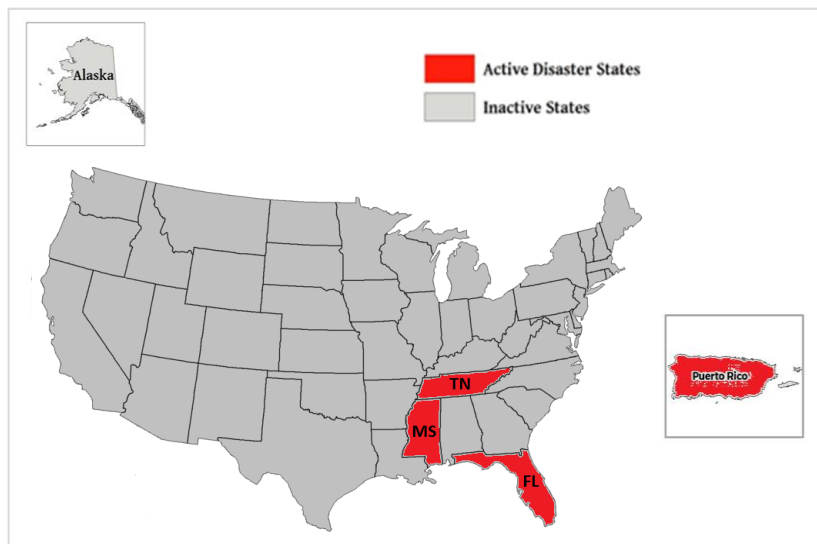 Alaska
Active Disaster States
Inactive States
TN
Puerto Rico
MS
FL